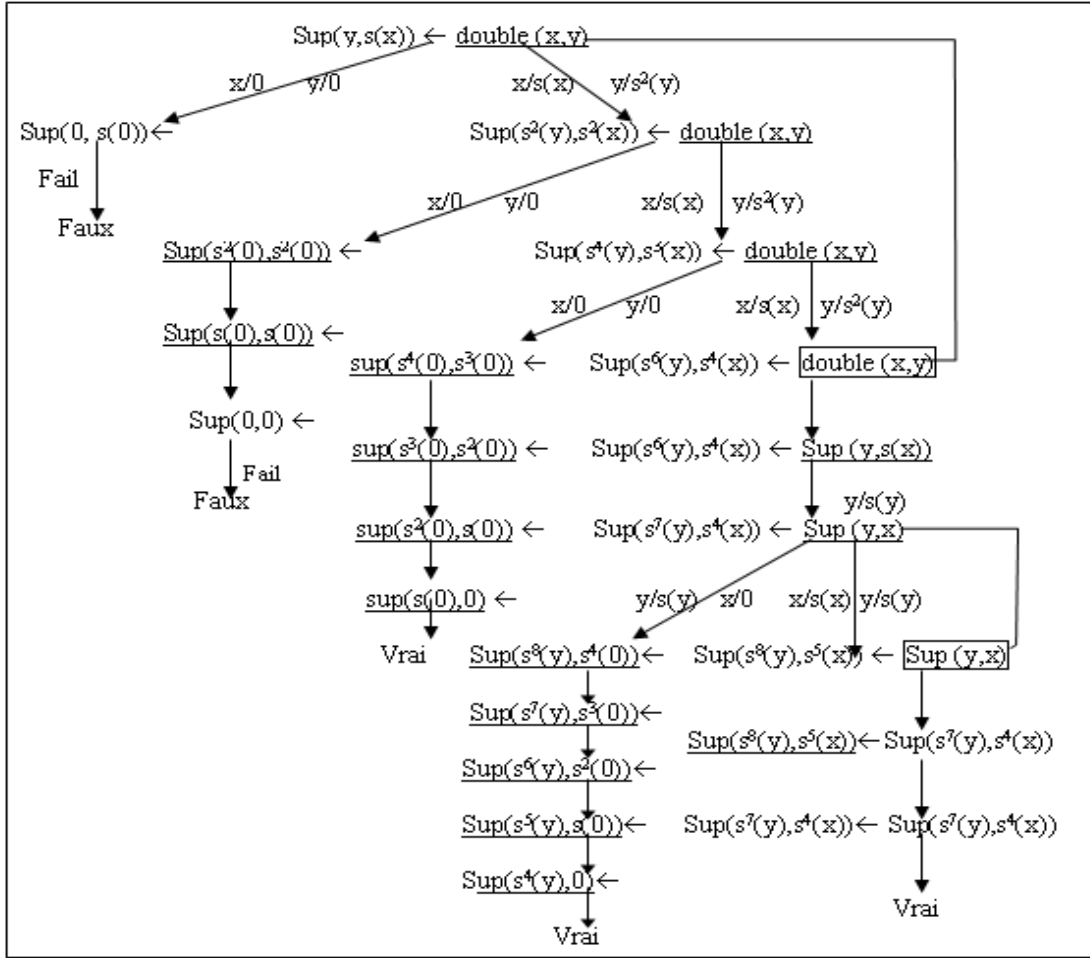 Sup(y,s(x)) ← double (x,y)
x/0 y/0 x/s(x) y/s²(y)
Sup(0, s(0)) ← Sup(s²(y),s²(x)) ← double (x,y)
Fail
x/0 y/0 x/s(x) y/s²(y)
Faux
Sup(s²(0),s²(0)) ← Sup(s⁴(y),s³(x)) ← double (x,y)
x/0 y/0 x/s(x) y/s²(y)
Sup(s(0),s(0)) ←
sup(s⁴(0),s³(0)) ← Sup(s⁶(y),s⁴(x)) ← double (x,y)
Sup(0,0) ←
sup(s³(0),s²(0)) ← Sup(s⁶(y),s⁴(x)) ← Sup (y,s(x))
Fail
Faux
y/s(y)
sup(s²(0),s(0)) ← Sup(s⁷(y),s⁴(x)) ← Sup (y,x)
sup(s(0),0) ← y/s(y) x/0 x/s(x) y/s(y)
Vrai Sup(s⁸(y),s⁴(0)) ← Sup(s⁸(y),s⁵(x)) ← Sup (y,x)
Sup(s⁷(y),s³(0)) ←
Sup(s⁸(y),s⁵(x)) ← Sup(s⁷(y),s⁴(x))
Sup(s⁶(y),s²(0)) ←
Sup(s⁵(y),s(0)) ← Sup(s⁷(y),s⁴(x)) ← Sup(s⁷(y),s⁴(x))
Sup(s⁴(y),0) ←
Vrai
Vrai